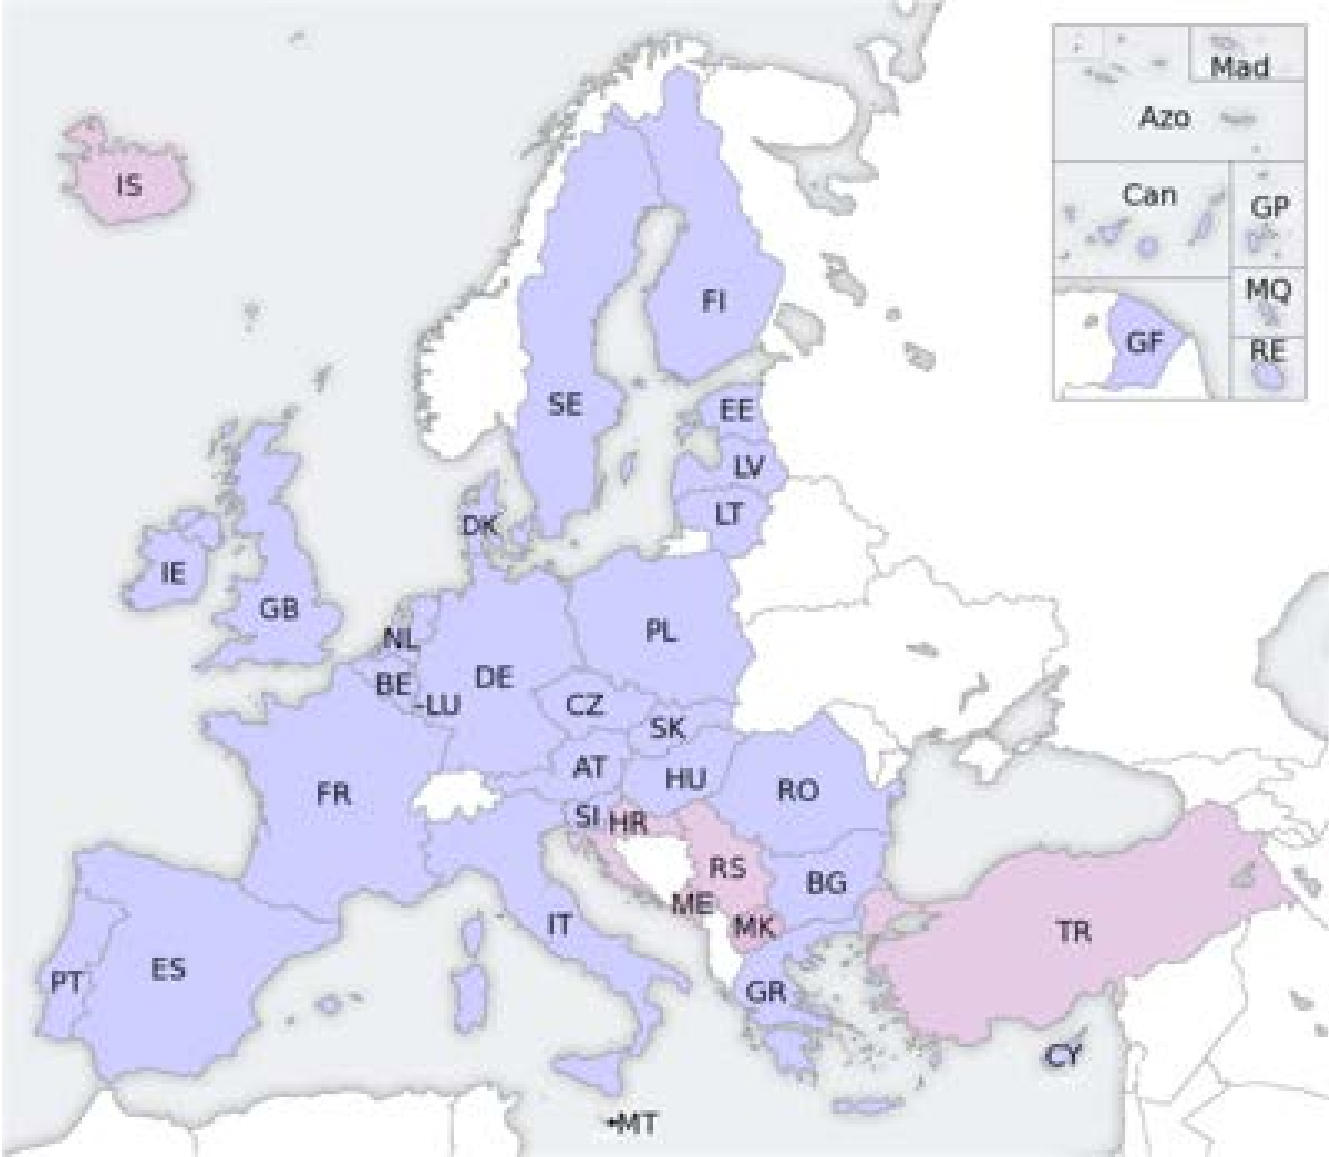 Mad
Azo
IS
Can
GP
MQ
FI
GF
RE
SE
EE
LV
LT
DK
IE
GB
NL
PL
BE
DE
-LU
CZ
SK
AT
HU
FR
RO
SI
HR
RS
BG
ME
MK
IT
TR
PT
ES
GR
CY
MT